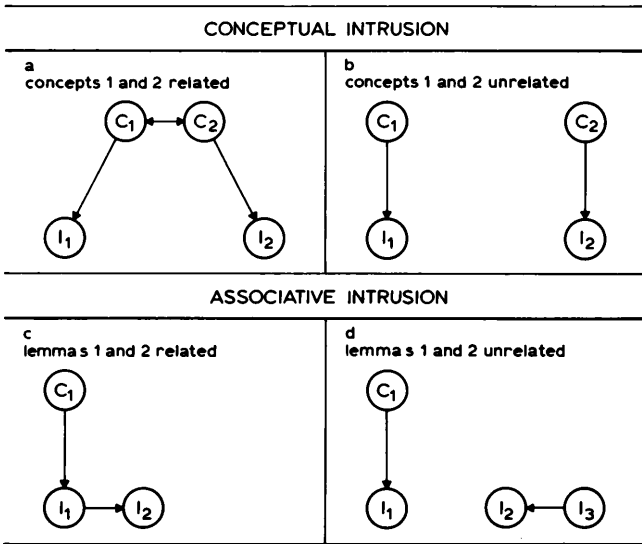 CONCEPTUAL INTRUSION
a
concepts 1 and 2 related
C₁
C₂
l₁
l₂
b
concepts 1 and 2 unrelated
C₁
C₂
l₁
l₂
ASSOCIATIVE INTRUSION
c
lemmas 1 and 2 related
C₁
l₁
l₂
d
lemmas 1 and 2 unrelated
C₁
l₁
l₂
l₃